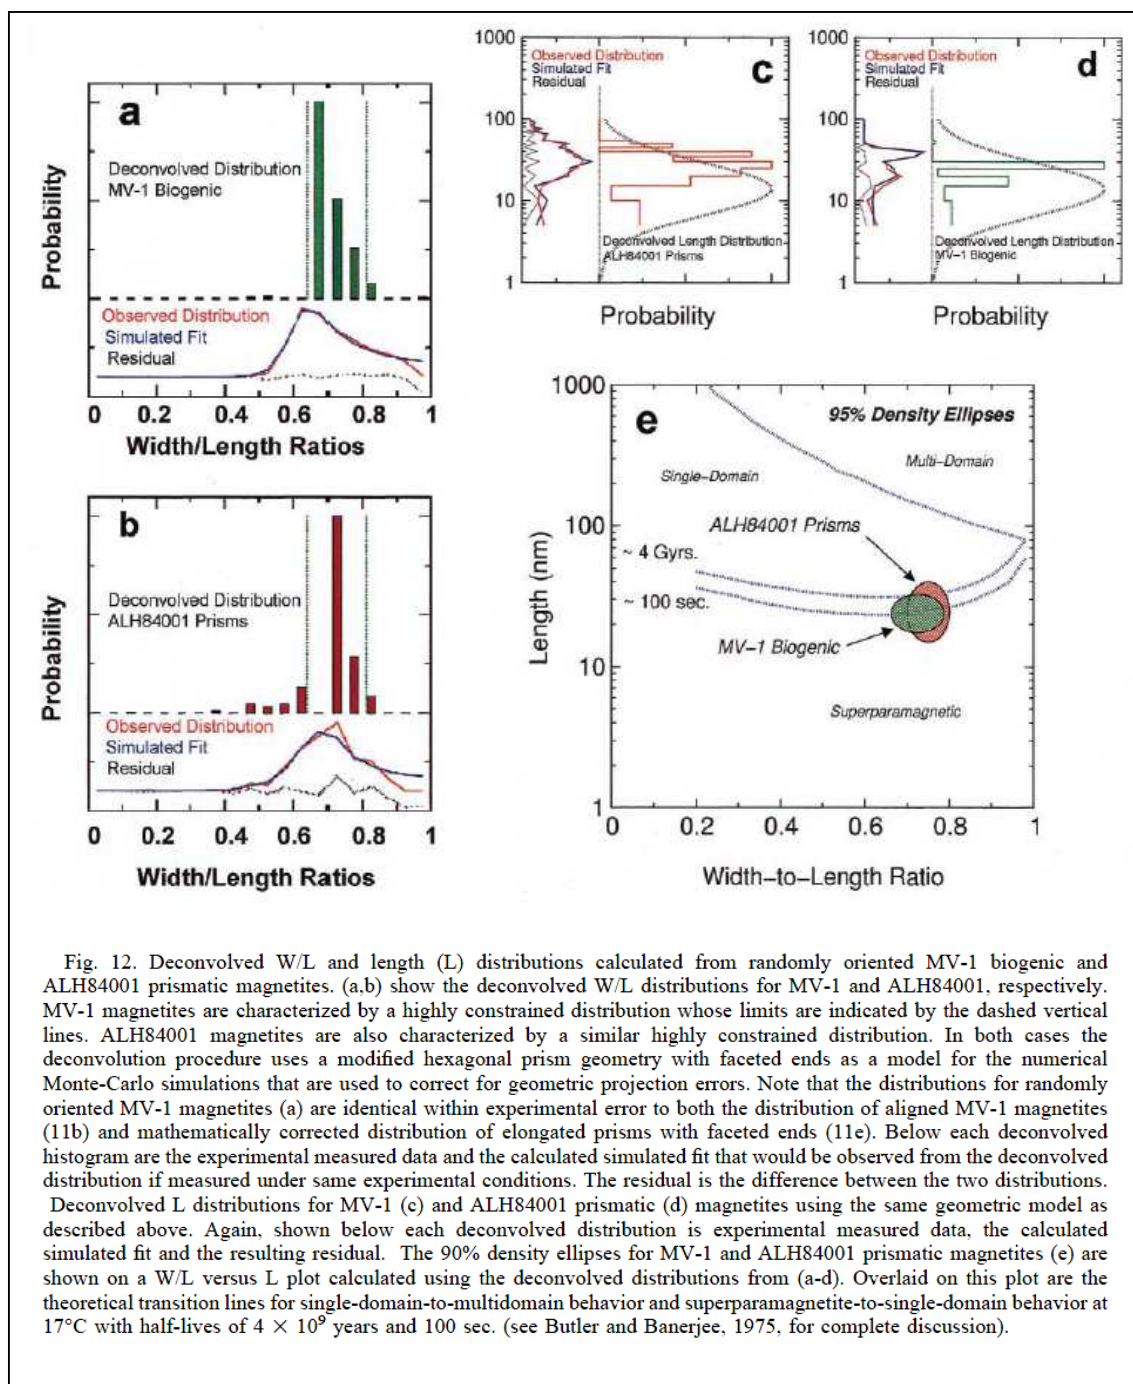 a
Deconvolved Distribution
MV-1 Biogenic
Probability
Observed Distribution
Simulated Fit
Residual
0 0.2 0.4 0.6 0.8 1
Width/Length Ratios
b
Deconvolved Distribution
ALH84001 Prisms
Probability
Observed Distribution
Simulated Fit
Residual
0 0.2 0.4 0.6 0.8 1
Width/Length Ratios
1000
100
10
1
Observed Distribution
Simulated Fit
Residual
c
Deconvolved Length Distribution
ALH84001 Prisms
Probability
1000
100
10
1
Observed Distribution
Simulated Fit
Residual
d
Deconvolved Length Distribution
MV-1 Biogenic
Probability
1000
100
10
1
Length (nm)
e
95% Density Ellipses
Single-Domain
Multi-Domain
ALH84001 Prisms
~ 4 Gyrs.
~ 100 sec.
MV-1 Biogenic
Superparamagnetic
0 0.2 0.4 0.6 0.8 1
Width-to-Length Ratio
Fig. 12. Deconvolved W/L and length (L) distributions calculated from randomly oriented MV-1 biogenic and
ALH84001 prismatic magnetites. (a,b) show the deconvolved W/L distributions for MV-1 and ALH84001, respectively.
MV-1 magnetites are characterized by a highly constrained distribution whose limits are indicated by the dashed vertical
lines. ALH84001 magnetites are also characterized by a similar highly constrained distribution. In both cases the
deconvolution procedure uses a modified hexagonal prism geometry with faceted ends as a model for the numerical
Monte-Carlo simulations that are used to correct for geometric projection errors. Note that the distributions for randomly
oriented MV-1 magnetites (a) are identical within experimental error to both the distribution of aligned MV-1 magnetites
(11b) and mathematically corrected distribution of elongated prisms with faceted ends (11e). Below each deconvolved
histogram are the experimental measured data and the calculated simulated fit that would be observed from the deconvolved
distribution if measured under same experimental conditions. The residual is the difference between the two distributions.
Deconvolved L distributions for MV-1 (c) and ALH84001 prismatic (d) magnetites using the same geometric model as
described above. Again, shown below each deconvolved distribution is experimental measured data, the calculated
simulated fit and the resulting residual. The 90% density ellipses for MV-1 and ALH84001 prismatic magnetites (e) are
shown on a W/L versus L plot calculated using the deconvolved distributions from (a-d). Overlaid on this plot are the
theoretical transition lines for single-domain-to-multidomain behavior and superparamagnetite-to-single-domain behavior at
17°C with half-lives of 4 × 10⁹ years and 100 sec. (see Butler and Banerjee, 1975, for complete discussion).